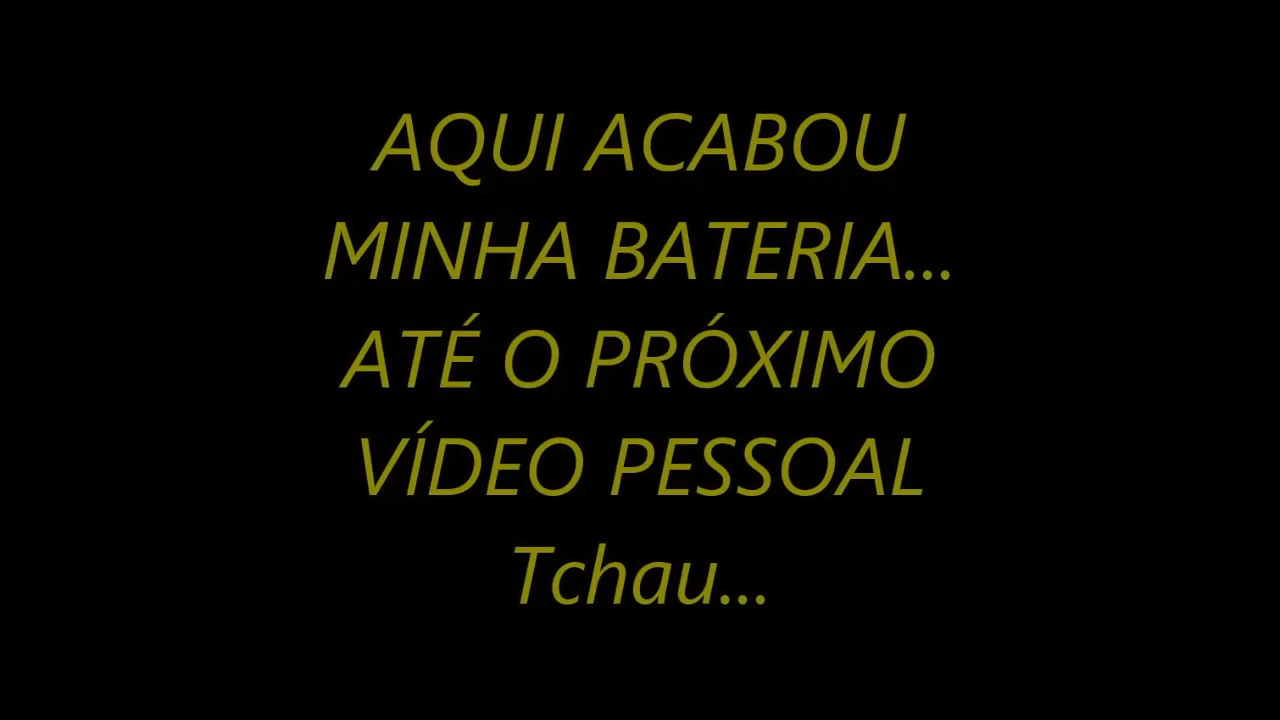 AQUI ACABOU
MINHA BATERIA...
ATÉ O PRÓXIMO
VÍDEO PESSOAL
Tchau...